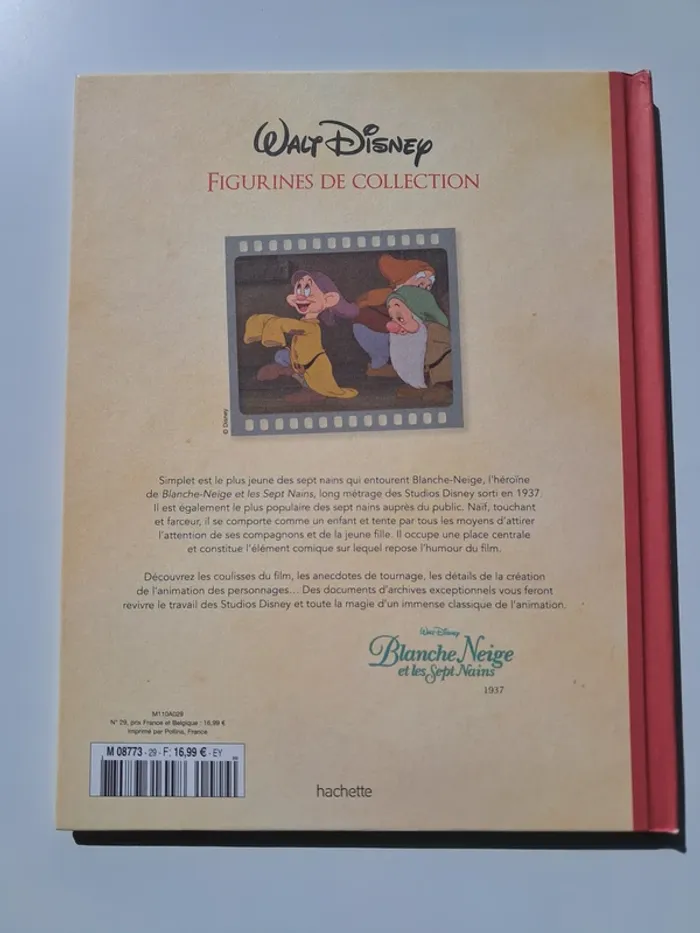 WALT DISNEY
FIGURINES DE COLLECTION
© Disney
Simplet est le plus jeune des sept nains qui entourent Blanche-Neige, l'héroïne
de Blanche-Neige et les Sept Nains, long métrage des Studios Disney sorti en 1937.
Il est également le plus populaire des sept nains auprès du public. Naïf, touchant
et farceur, il se comporte comme un enfant et tente par tous les moyens d'attirer
l'attention de ses compagnons et de la jeune fille. Il occupe une place centrale
et constitue l'élément comique sur lequel repose l'humour du film.
Découvrez les coulisses du film, les anecdotes de tournage, les détails de la création
de l'animation des personnages... Des documents d'archives exceptionnels vous feront
revivre le travail des Studios Disney et toute la magie d'un immense classique de l'animation.
WALT DISNEY
Blanche Neige
et les Sept Nains
1937
M110A029
N° 29, prix France et Belgique : 16,99 €
Imprimé par Pollina, France
M 08773 - 29 - F: 16,99 € - EY
hachette